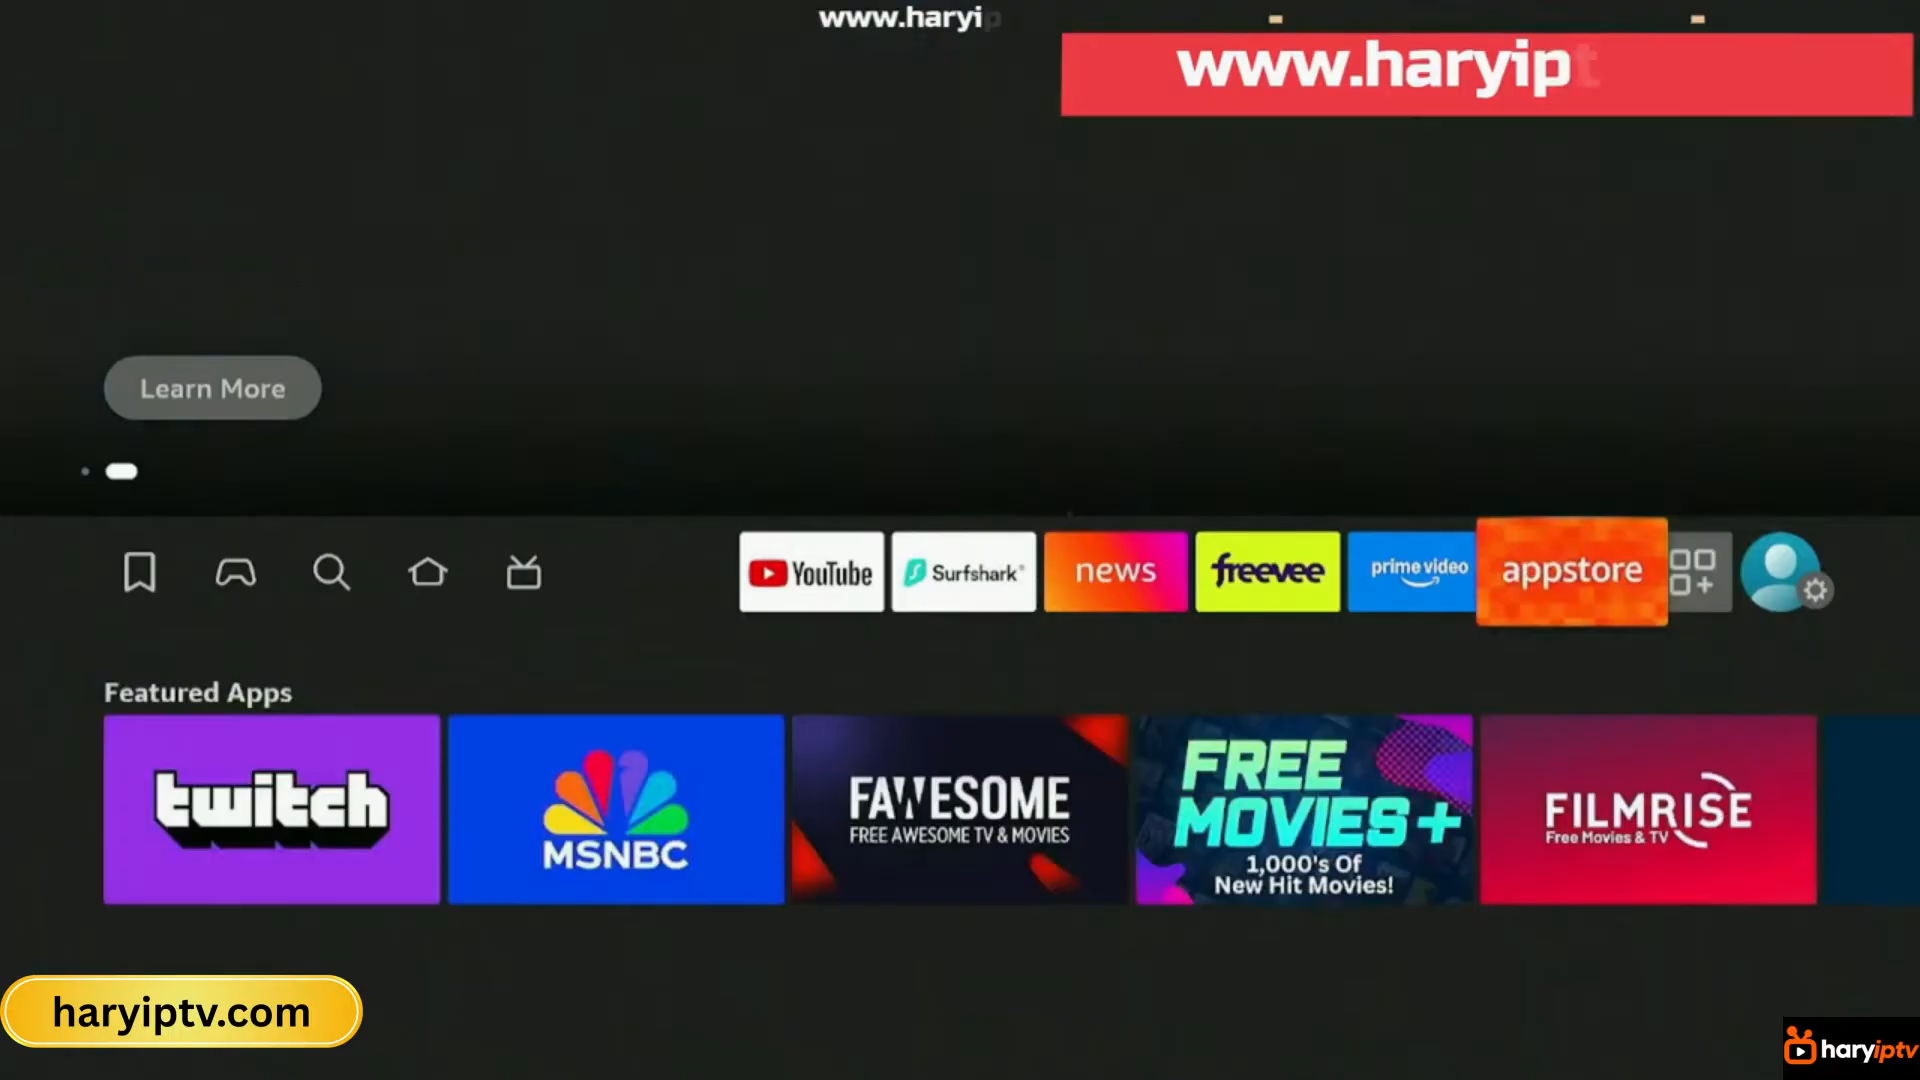 www.haryip
www.haryipt
Learn More
YouTube
Surfshark
news
freevee
prime video
appstore
Featured Apps
twitch
MSNBC
FAWESOME
FREE AWESOME TV & MOVIES
FREE
MOVIES +
1,000's Of
New Hit Movies!
FILMRISE
Free Movies & TV
haryiptv.com
haryiptv